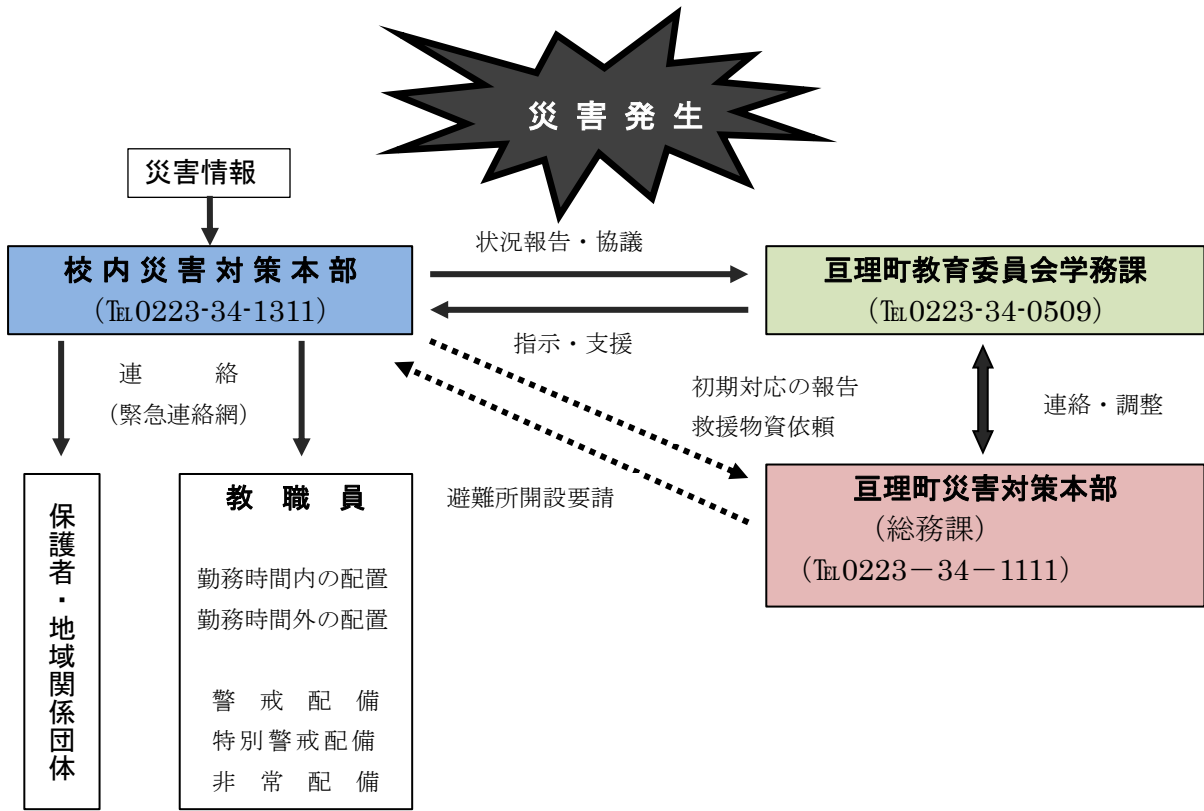 災害発生
災害情報
校内災害対策本部
(℡0223-34-1311)
状況報告・協議
指示・支援
亘理町教育委員会学務課
(℡0223-34-0509)
連　　絡
(緊急連絡網)
初期対応の報告
救援物資依頼
連絡・調整
避難所開設要請
亘理町災害対策本部
(総務課)
(℡0223－34－1111)
保護者・地域関係団体
教職員
勤務時間内の配置
勤務時間外の配置
警戒配備
特別警戒配備
非常配備